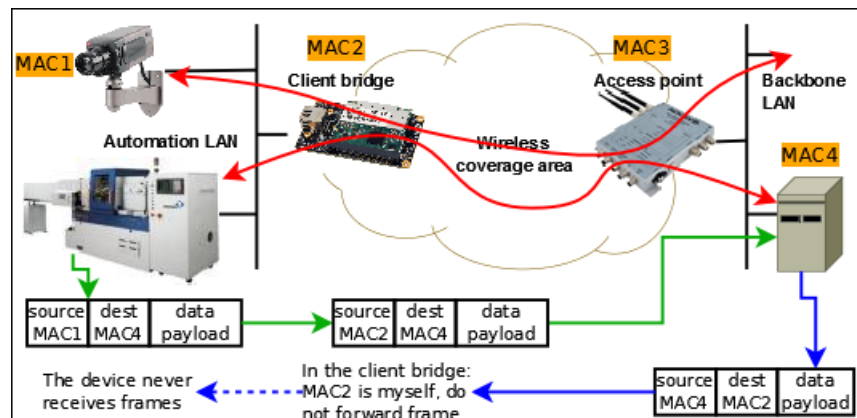 MAC1
MAC2
MAC3
Client bridge
Access point
Backbone
LAN
Automation LAN
Wireless
coverage area
MAC4
source
MAC1
dest
MAC4
data
payload
source
MAC2
dest
MAC4
data
payload
The device never
receives frames
In the client bridge:
MAC2 is myself, do
not forward frame
source
MAC4
dest
MAC2
data
payload